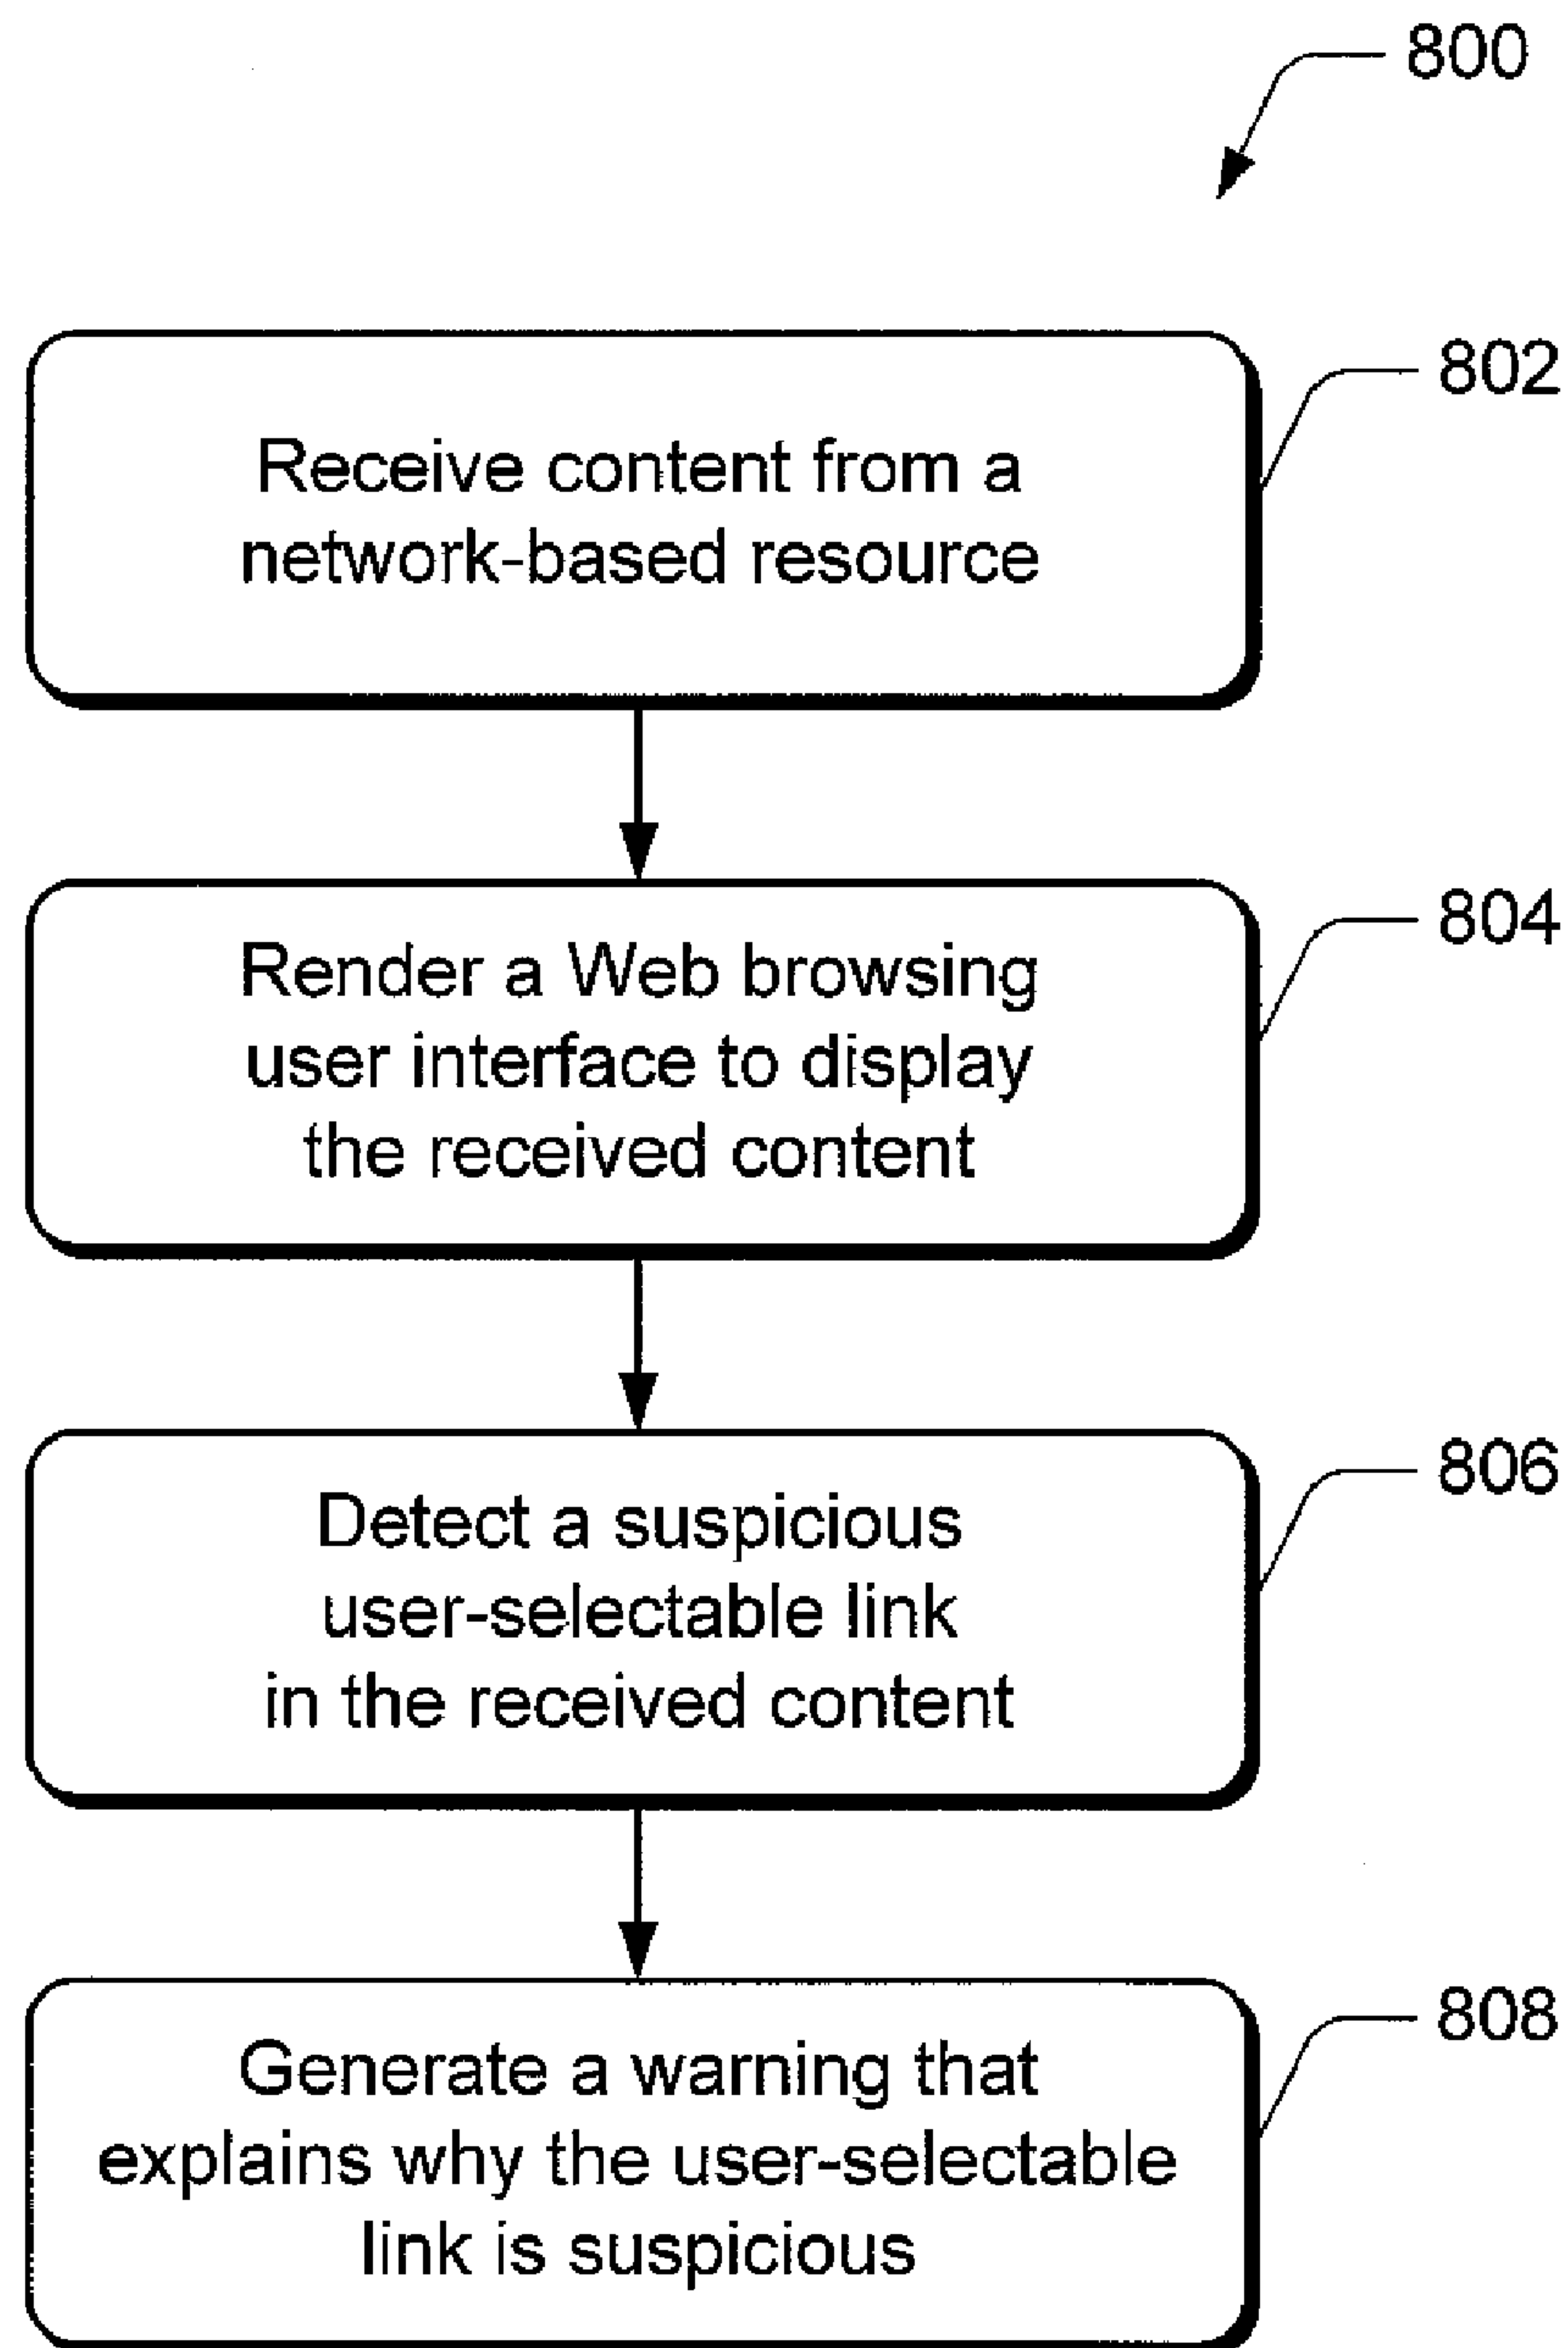 800
802
Receive content from a
network-based resource
804
Render a Web browsing
user interface to display
the received content
806
Detect a suspicious
user-selectable link
in the received content
808
Generate a warning that
explains why the user-selectable
link is suspicious